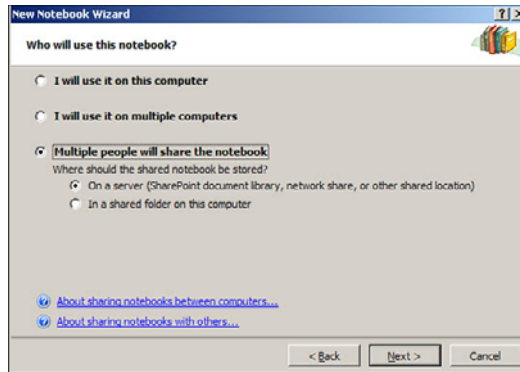 New Notebook Wizard
Who will use this notebook?
I will use it on this computer
I will use it on multiple computers
Multiple people will share the notebook
Where should the shared notebook be stored?
On a server (SharePoint document library, network share, or other shared location)
In a shared folder on this computer
About sharing notebooks between computers...
About sharing notebooks with others...
< Back Next > Cancel